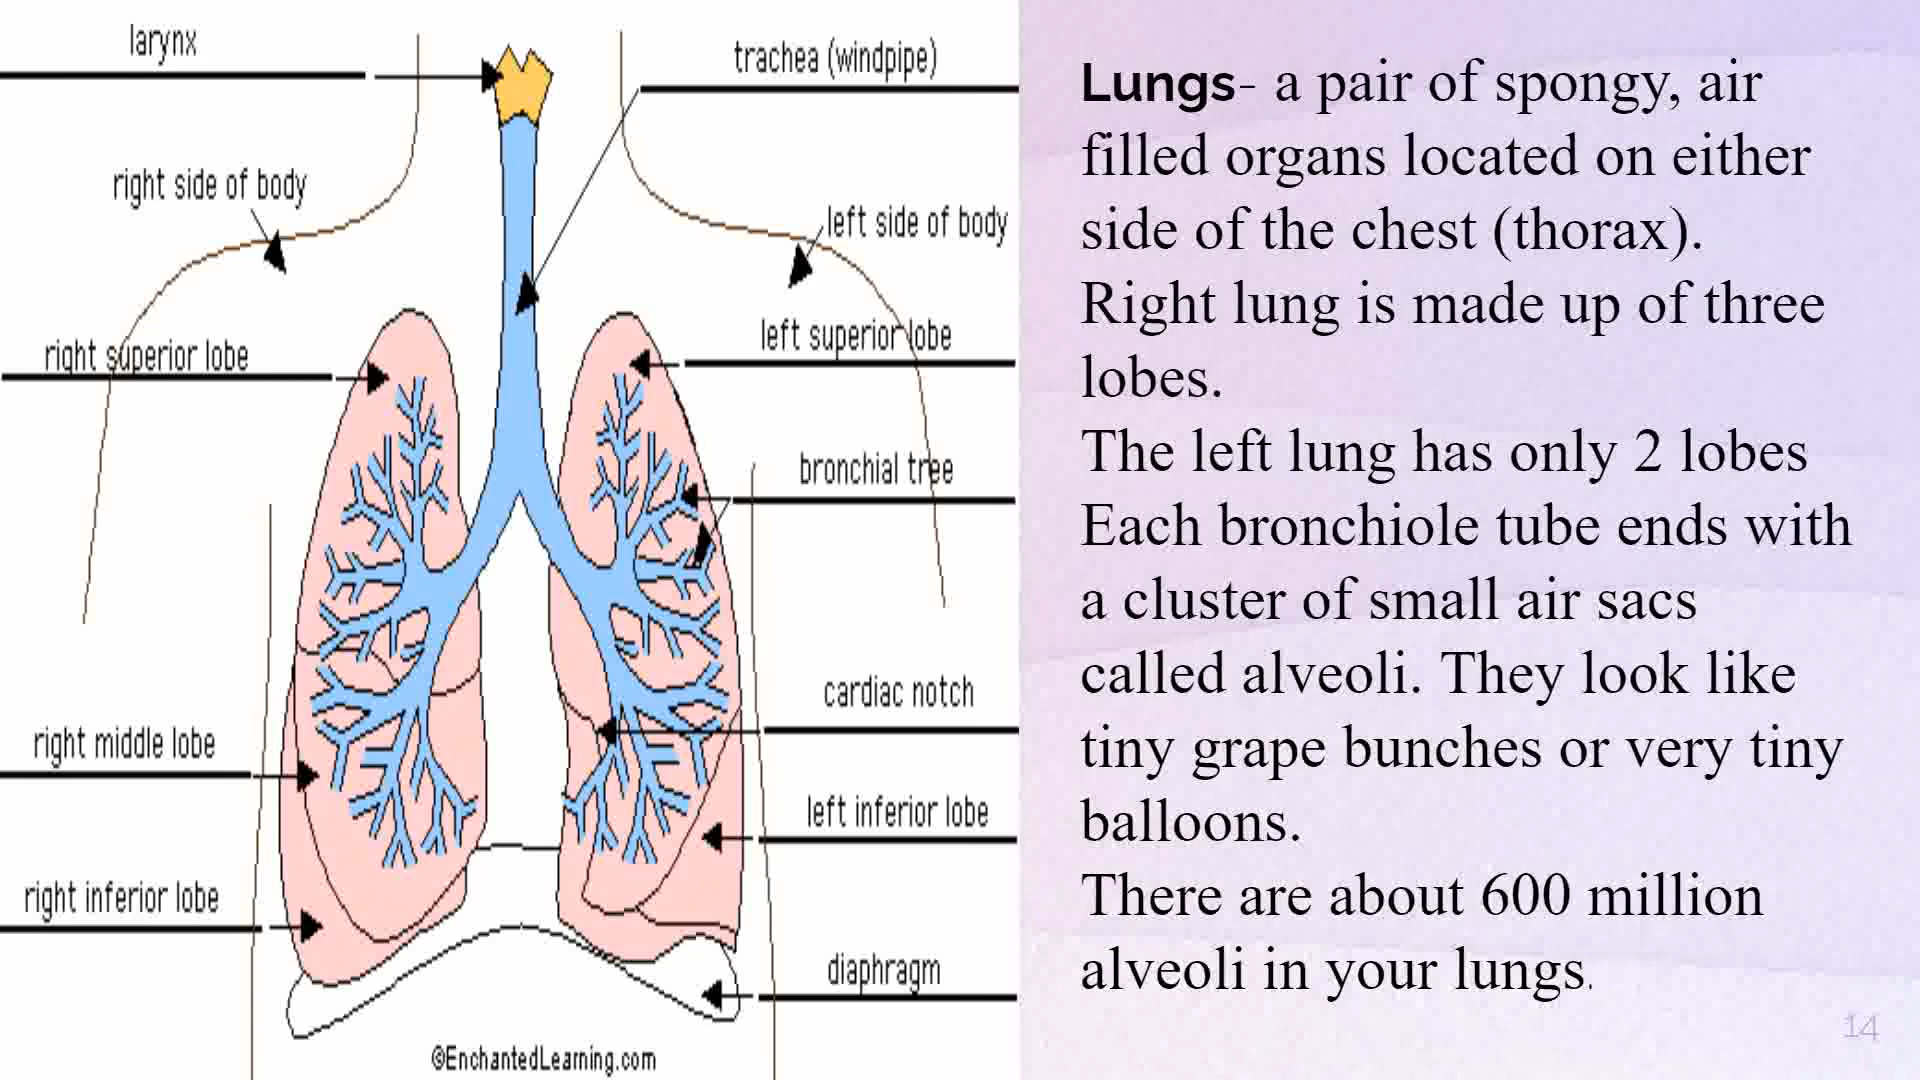 larynx
trachea (windpipe)
right side of body
left side of body
left superior lobe
right superior lobe
bronchial tree
cardiac notch
right middle lobe
left inferior lobe
right inferior lobe
diaphragm
©EnchantedLearning.com
Lungs- a pair of spongy, air
filled organs located on either
side of the chest (thorax).
Right lung is made up of three
lobes.
The left lung has only 2 lobes
Each bronchiole tube ends with
a cluster of small air sacs
called alveoli. They look like
tiny grape bunches or very tiny
balloons.
There are about 600 million
alveoli in your lungs.
14